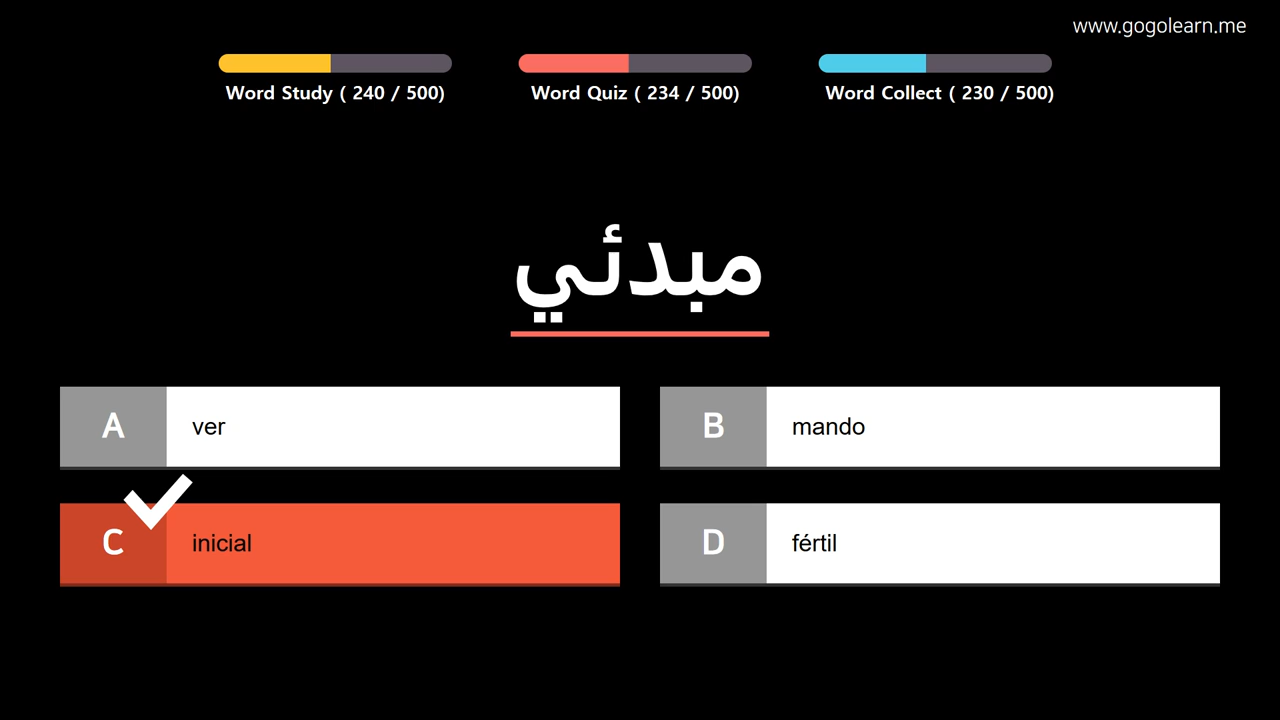 www.gogolearn.me
Word Study ( 240 / 500)
Word Quiz ( 234 / 500)
Word Collect ( 230 / 500)
مبدئي
A ver
B mando
C inicial
D fértil